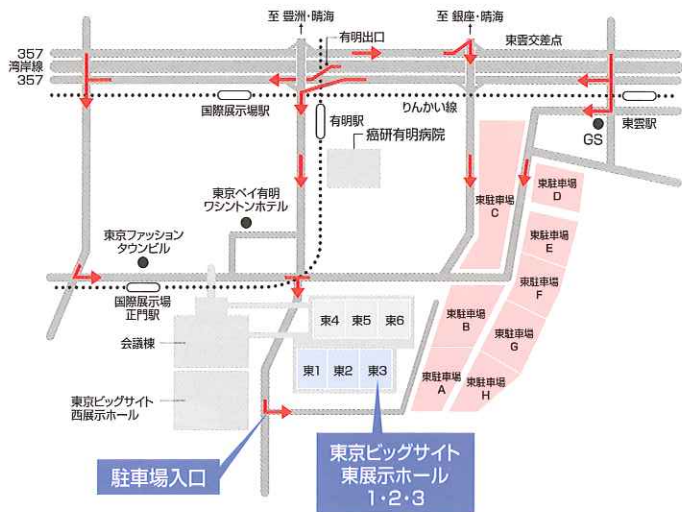 至 豊洲・晴海
至 銀座・晴海
有明出口
東雲交差点
357
湾岸線
357
国際展示場駅
有明駅
りんかい線
東雲駅
GS
癌研有明病院
東京ベイ有明
ワシントンホテル
東京ファッション
タウンビル
国際展示場
正門駅
会議棟
東京ビッグサイト
西展示ホール
東4
東5
東6
東1
東2
東3
東駐車場
C
東駐車場
D
東駐車場
E
東駐車場
F
東駐車場
B
東駐車場
G
東駐車場
A
東駐車場
H
駐車場入口
東京ビッグサイト
東展示ホール
1・2・3